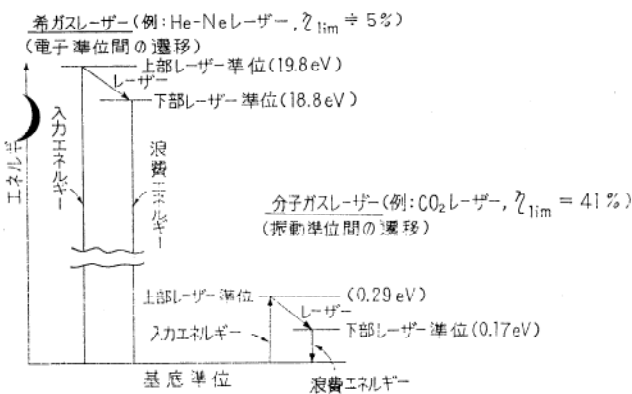 希ガスレーザー(例:He-Neレーザー,η lim ≑ 5%)
(電子準位間の遷移)
上部レーザー準位(19.8eV)
レーザー
下部レーザー準位(18.8eV)
エネルギ
入力エネルギー
浪費エネルギー
分子ガスレーザー(例:CO₂レーザー,η lim = 41%)
(振動準位間の遷移)
上部レーザー準位 (0.29eV)
レーザー
入力エネルギー
下部レーザー準位(0.17eV)
基底準位
浪費エネルギー